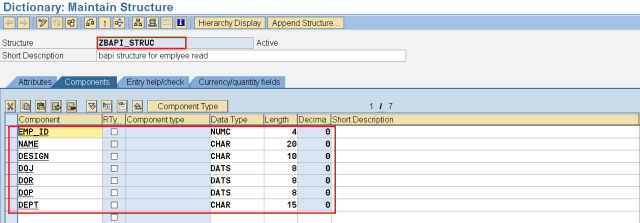 Dictionary: Maintain Structure
Hierarchy Display Append Structure...
Structure ZBAPI_STRUC Active
Short Description bapi structure for emplyee read
Attributes Components Entry help/check Currency/quantity fields
Component Type 1 / 7
Component RTy... Component type Data Type Length Decima... Short Description
EMP_ID NUMC 4 0
NAME CHAR 20 0
DESIGN CHAR 10 0
DOJ DATS 8 0
DOR DATS 8 0
DOP DATS 8 0
DEPT CHAR 15 0